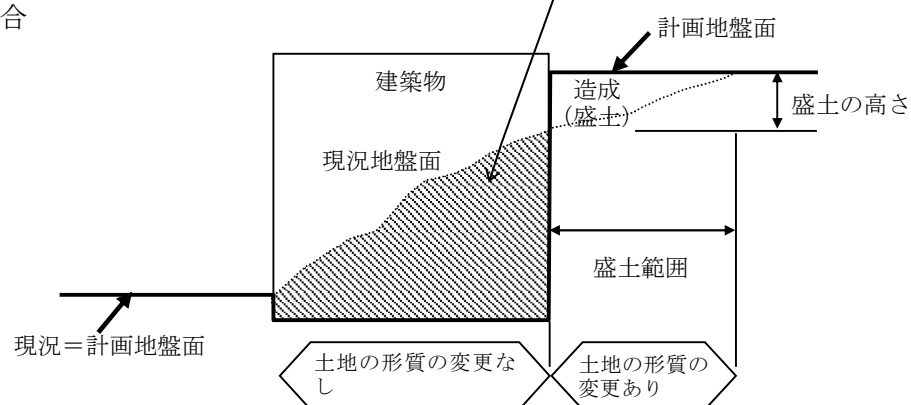 合
計画地盤面
建築物
造成
(盛土)
盛土の高さ
現況地盤面
盛土範囲
現況＝計画地盤面
土地の形質の変更な
し
土地の形質の
変更あり